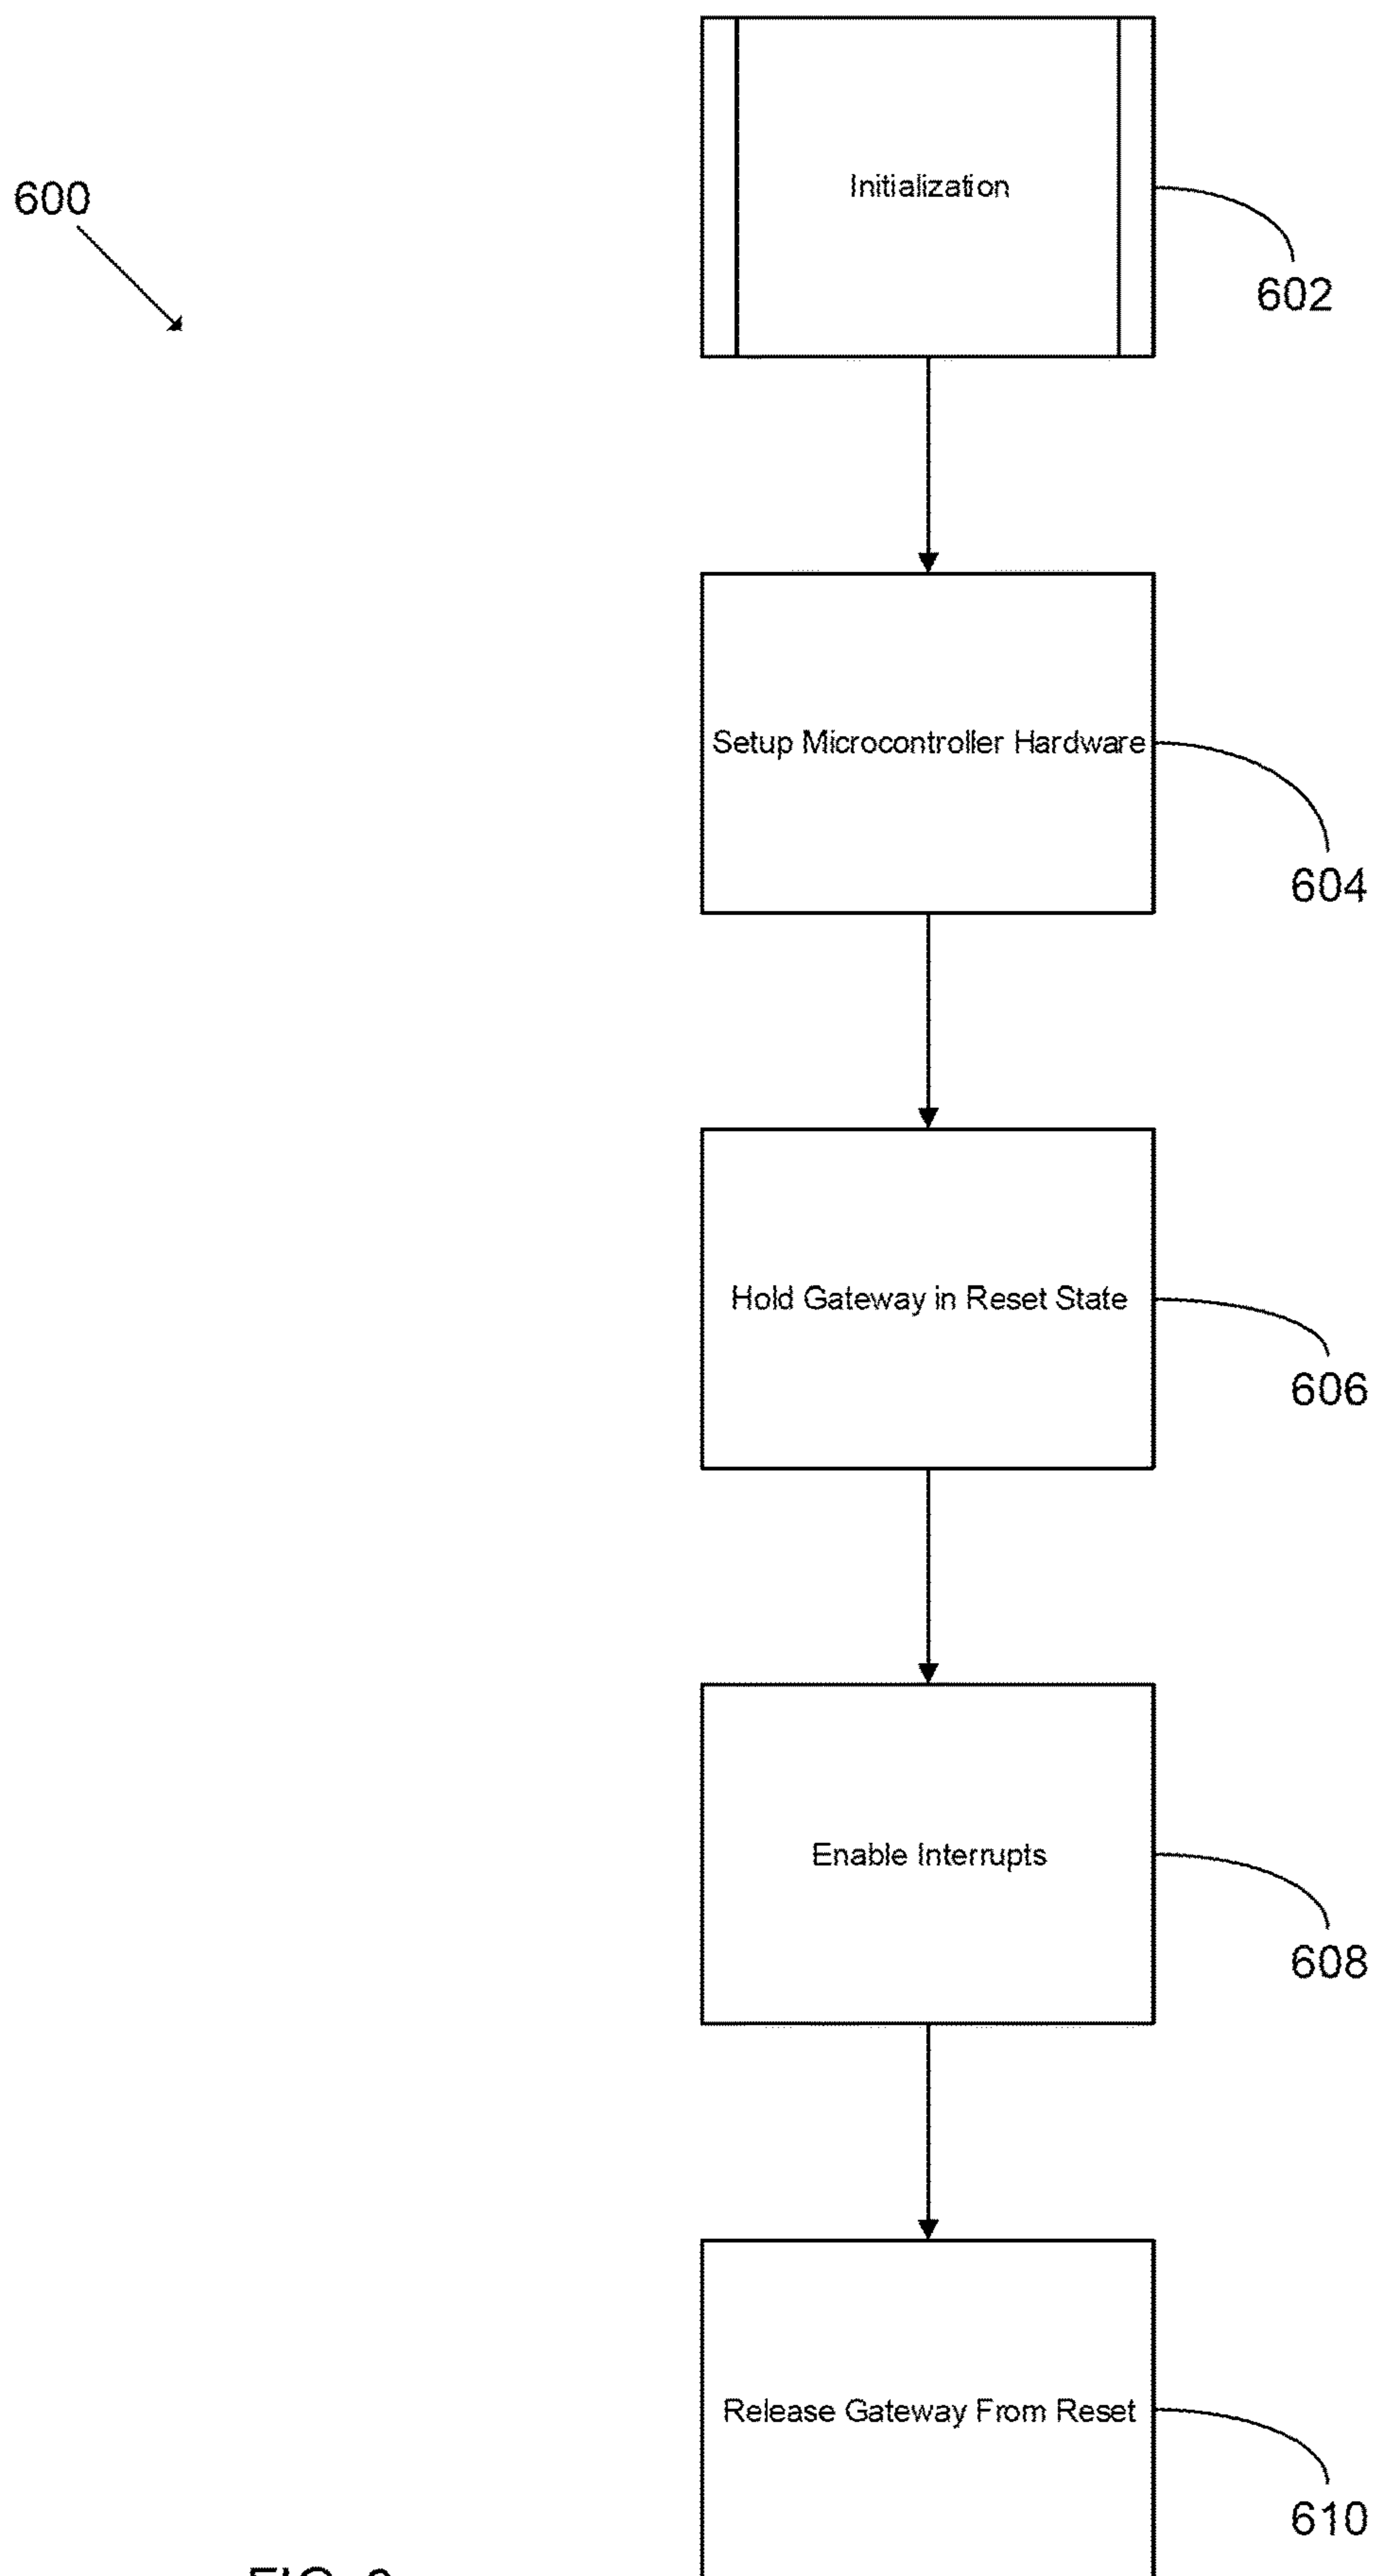 600
Initialization
602
Setup Microcontroller Hardware
604
Hold Gateway in Reset State
606
Enable Interrupts
608
Release Gateway From Reset
610